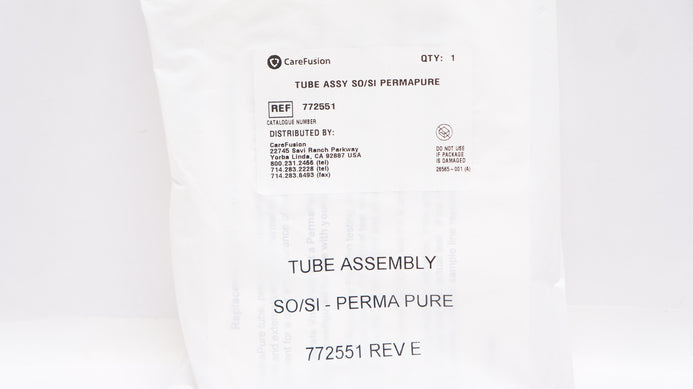 CareFusion
QTY: 1
TUBE ASSY SO/SI PERMAPURE
REF 772551
CATALOGUE NUMBER
DISTRIBUTED BY:
CareFusion
22745 Savi Ranch Parkway
Yorba Linda, CA 92887 USA
800.231.2466 (tel)
714.283.2228 (tel)
714.283.8493 (fax)
DO NOT USE
IF PACKAGE
IS DAMAGED
26565-001 (A)
TUBE ASSEMBLY
SO/SI - PERMA PURE
772551 REV E